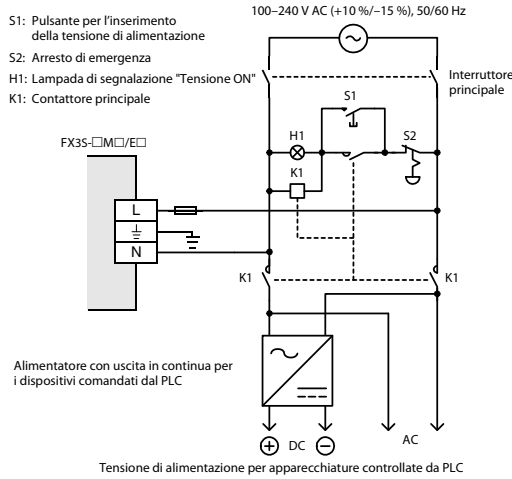 100–240 V AC (+10 %/–15 %), 50/60 Hz
S1: Pulsante per l'inserimento
della tensione di alimentazione
S2: Arresto di emergenza
H1: Lampada di segnalazione "Tensione ON"
K1: Contattore principale
Interruttore
principale
S1
H1
S2
K1
FX3S-□M□/E□
L
N
K1
K1
Alimentatore con uscita in continua per
i dispositivi comandati dal PLC
DC
AC
Tensione di alimentazione per apparecchiature controllate da PLC